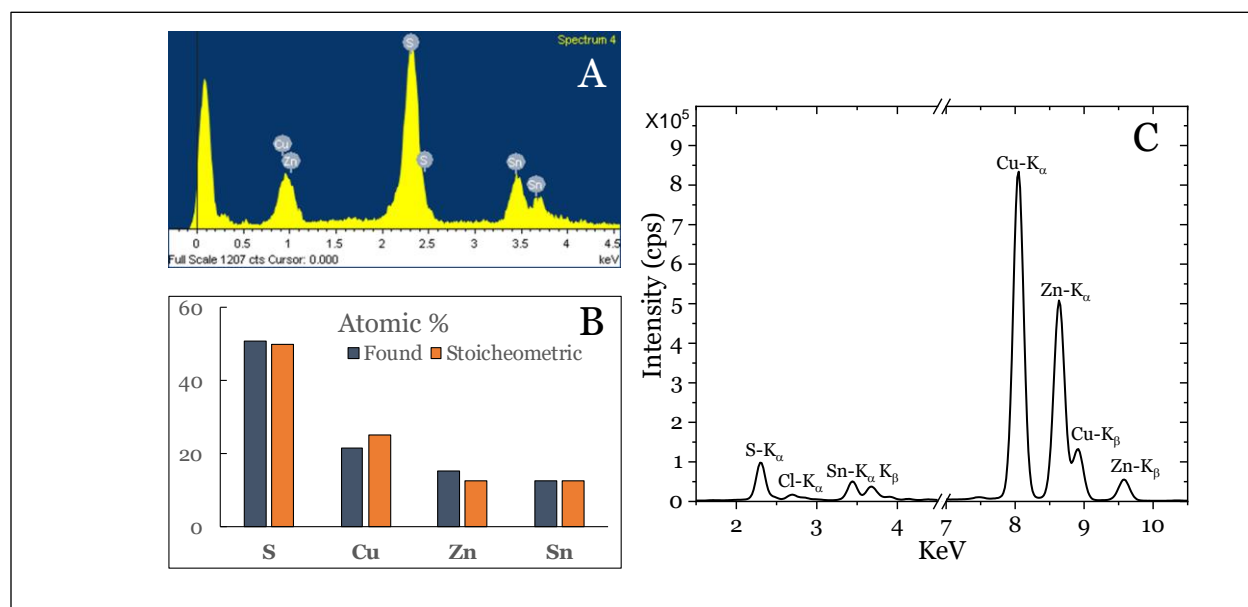 Spectrum 4
A
S
Cu
Zn
S
Sn
Sn
0 0.5 1 1.5 2 2.5 3 3.5 4 4.5
Full Scale 1207 cts Cursor: 0.000 keV
B
Atomic %
Found Stoicheometric
60
40
20
0
S Cu Zn Sn
C
X10⁵
9
8
7
6
5
4
3
2
1
0
Intensity (cps)
Cu-Kα
Zn-Kα
Cu-Kβ
S-Kα
Cl-Kα
Sn-Kα Kβ
Zn-Kβ
2 3 4 7 8 9 10
KeV